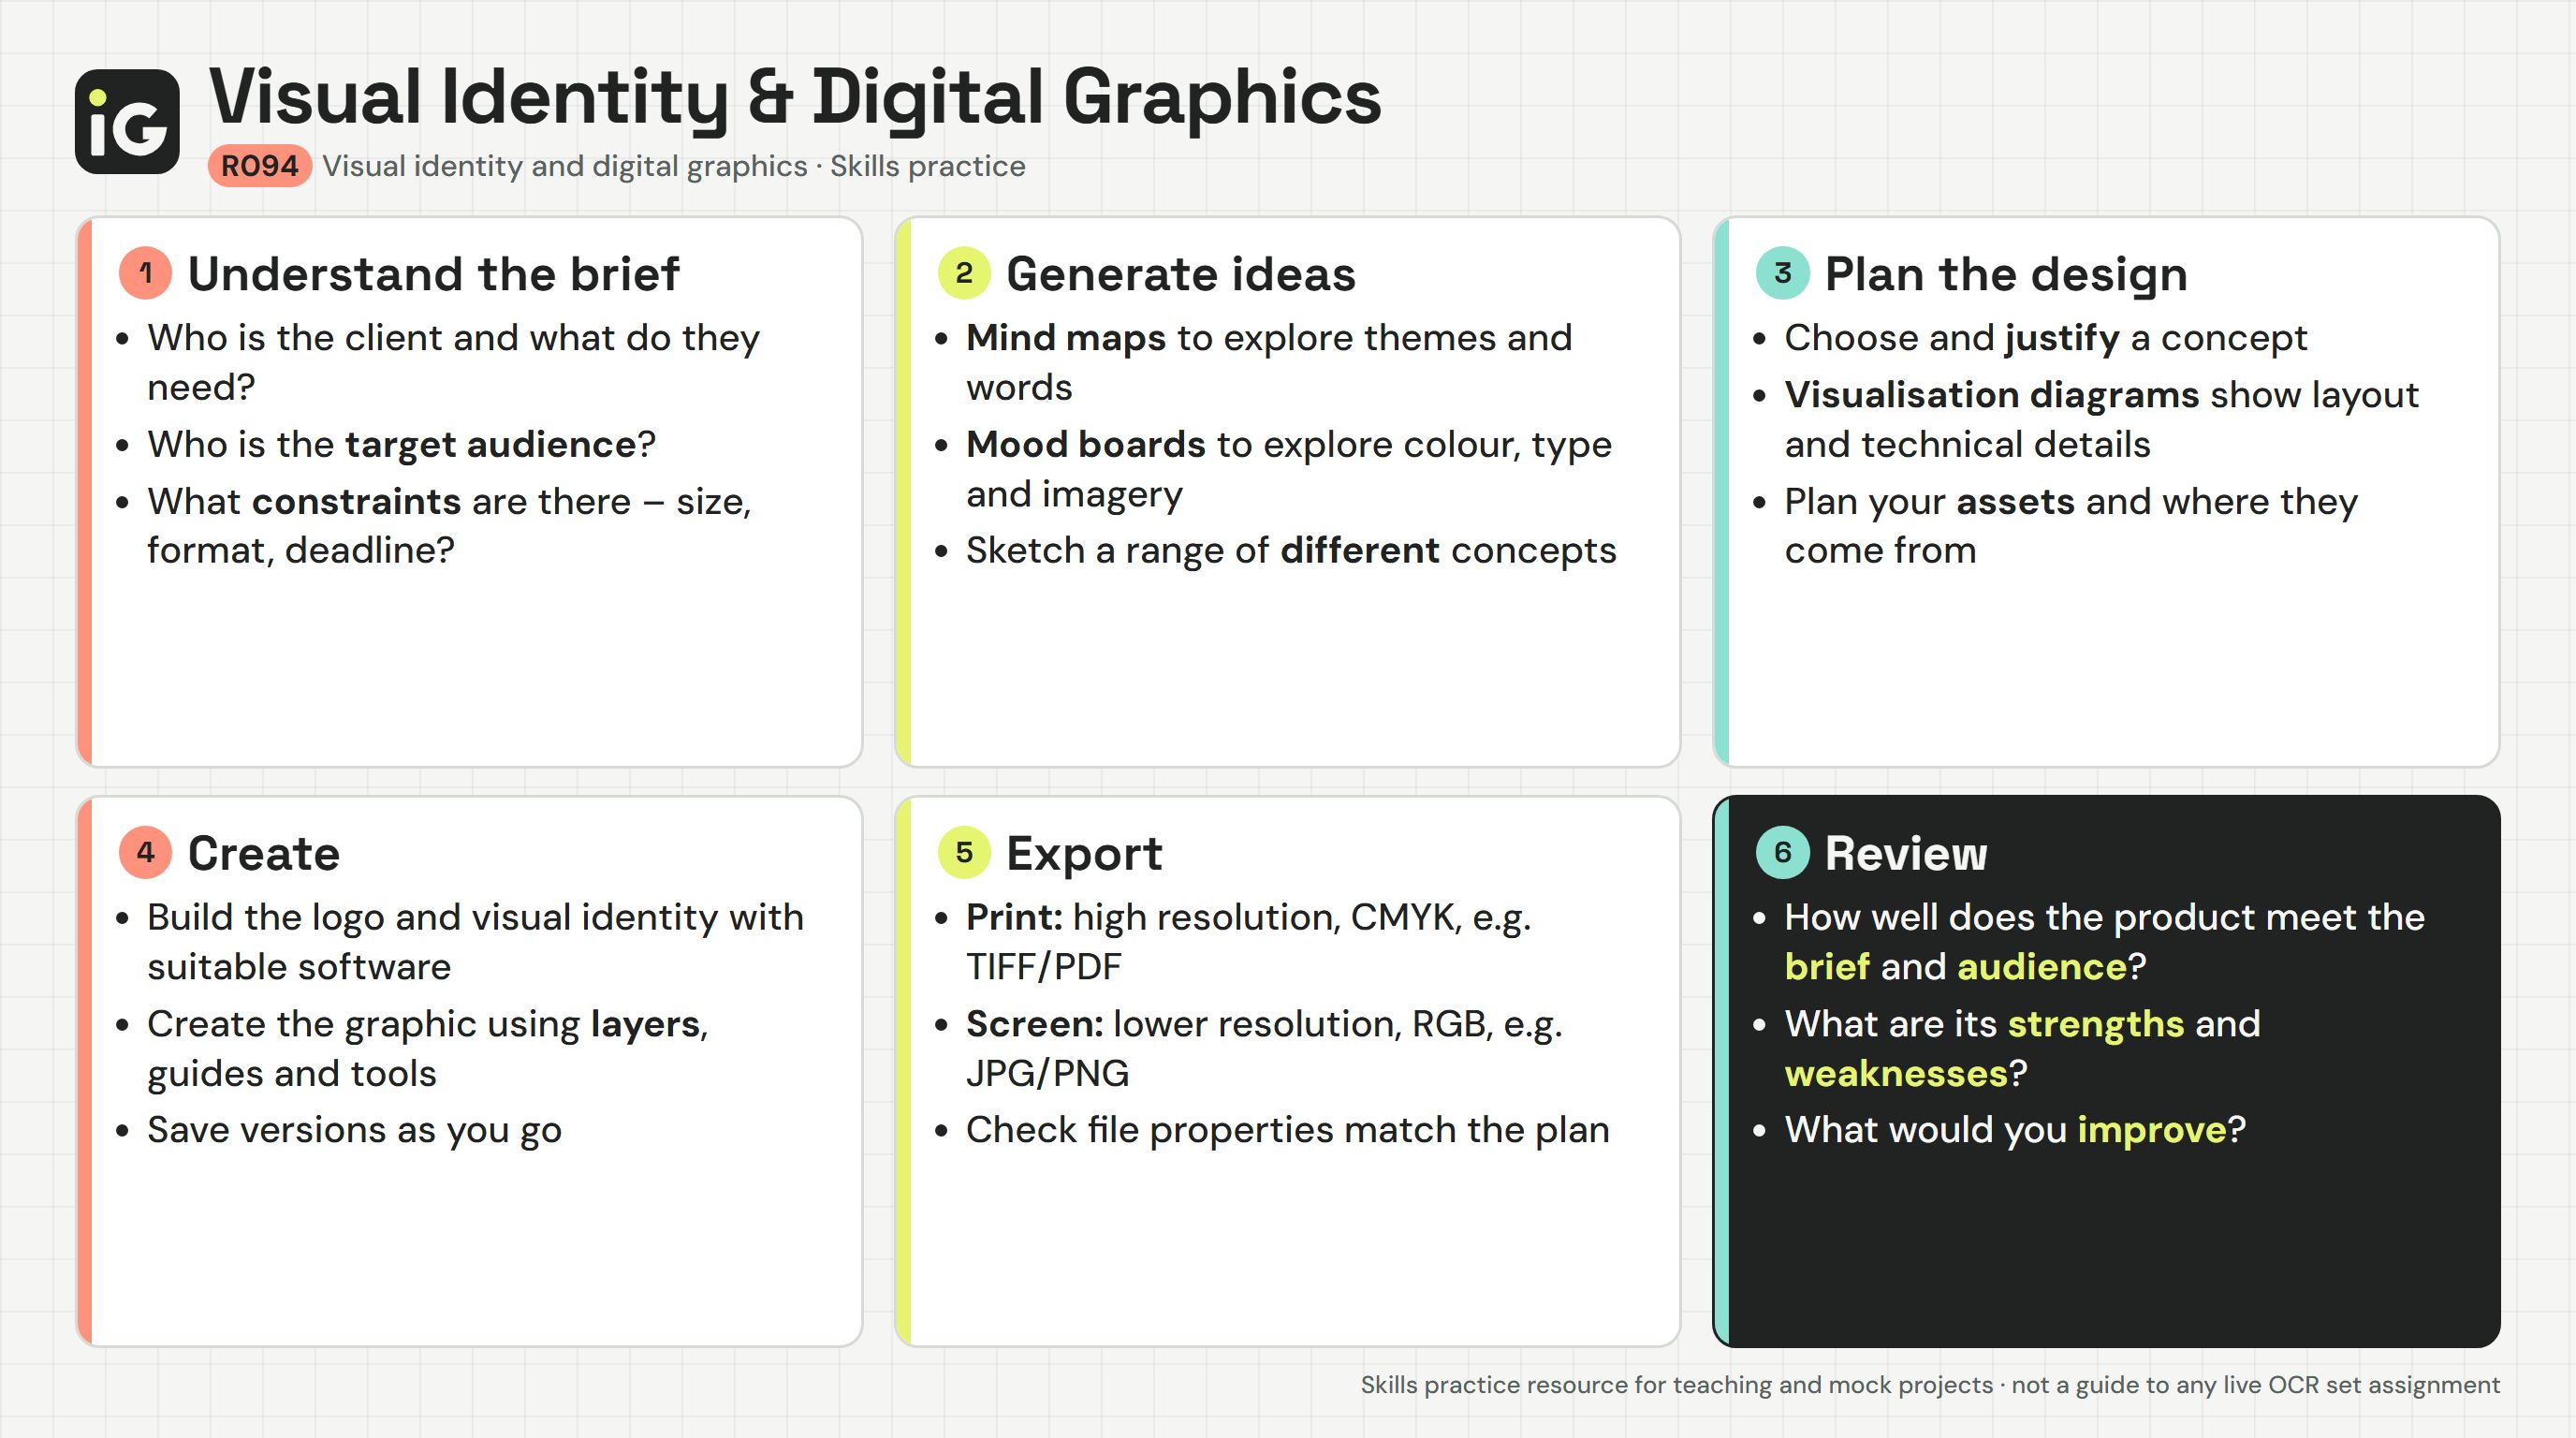 iG
Visual Identity & Digital Graphics
R094 Visual identity and digital graphics · Skills practice
1 Understand the brief
• Who is the client and what do they
need?
• Who is the target audience?
• What constraints are there – size,
format, deadline?
2 Generate ideas
• Mind maps to explore themes and
words
• Mood boards to explore colour, type
and imagery
• Sketch a range of different concepts
3 Plan the design
• Choose and justify a concept
• Visualisation diagrams show layout
and technical details
• Plan your assets and where they
come from
4 Create
• Build the logo and visual identity with
suitable software
• Create the graphic using layers,
guides and tools
• Save versions as you go
5 Export
• Print: high resolution, CMYK, e.g.
TIFF/PDF
• Screen: lower resolution, RGB, e.g.
JPG/PNG
• Check file properties match the plan
6 Review
• How well does the product meet the
brief and audience?
• What are its strengths and
weaknesses?
• What would you improve?
Skills practice resource for teaching and mock projects · not a guide to any live OCR set assignment